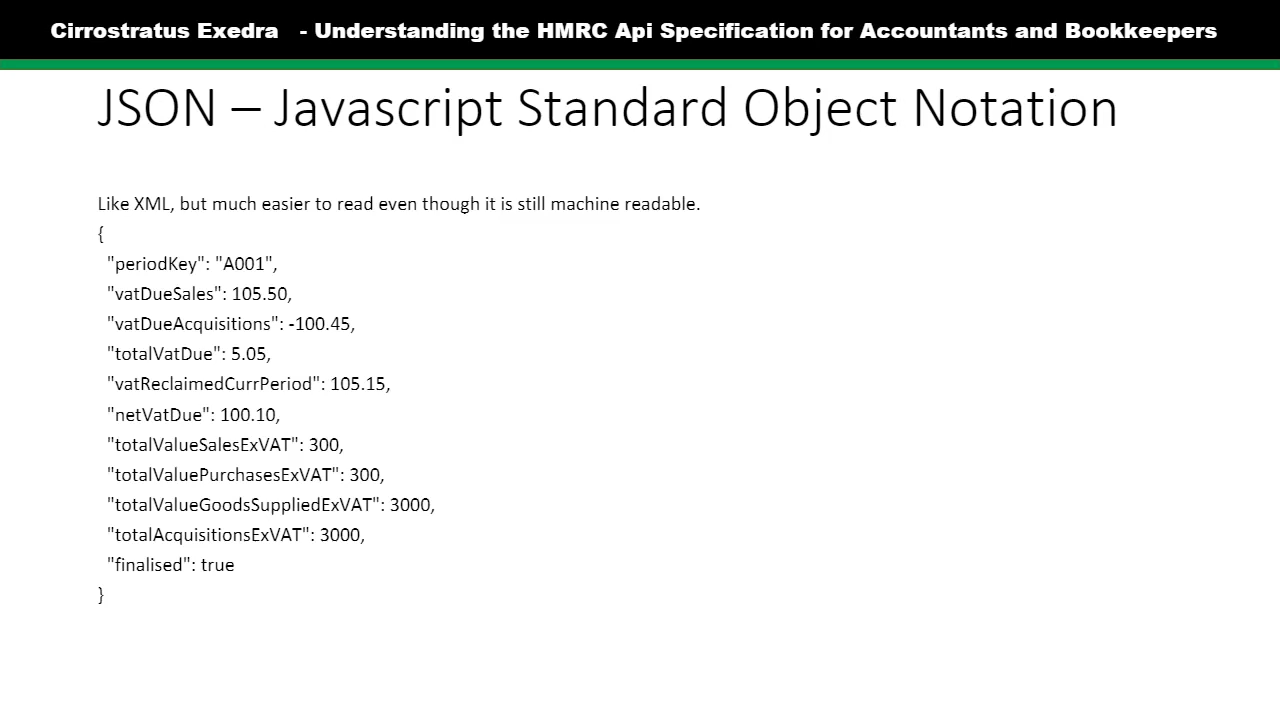 Cirrostratus Exedra - Understanding the HMRC Api Specification for Accountants and Bookkeepers
JSON – Javascript Standard Object Notation
Like XML, but much easier to read even though it is still machine readable.
{
"periodKey": "A001",
"vatDueSales": 105.50,
"vatDueAcquisitions": -100.45,
"totalVatDue": 5.05,
"vatReclaimedCurrPeriod": 105.15,
"netVatDue": 100.10,
"totalValueSalesExVAT": 300,
"totalValuePurchasesExVAT": 300,
"totalValueGoodsSuppliedExVAT": 3000,
"totalAcquisitionsExVAT": 3000,
"finalised": true
}